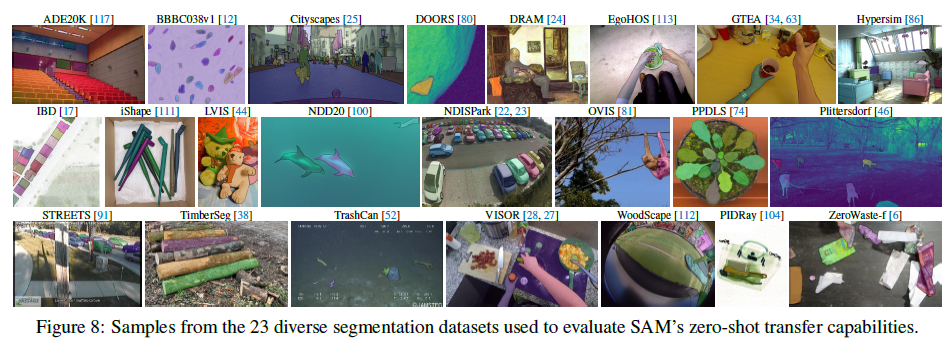 ADE20K [117] BBBC038v1 [12] Cityscapes [25] DOORS [80] DRAM [24] EgoHOS [113] GTEA [34, 63] Hypersim [86]
IBD [17] iShape [111] LVIS [44] NDD20 [100] NDISPark [22, 23] OVIS [81] PPDLS [74] Plittersdorf [46]
STREETS [91] TimberSeg [38] TrashCan [52] VISOR [28, 27] WoodScape [112] PIDRay [104] ZeroWaste-f [6]
Figure 8: Samples from the 23 diverse segmentation datasets used to evaluate SAM's zero-shot transfer capabilities.